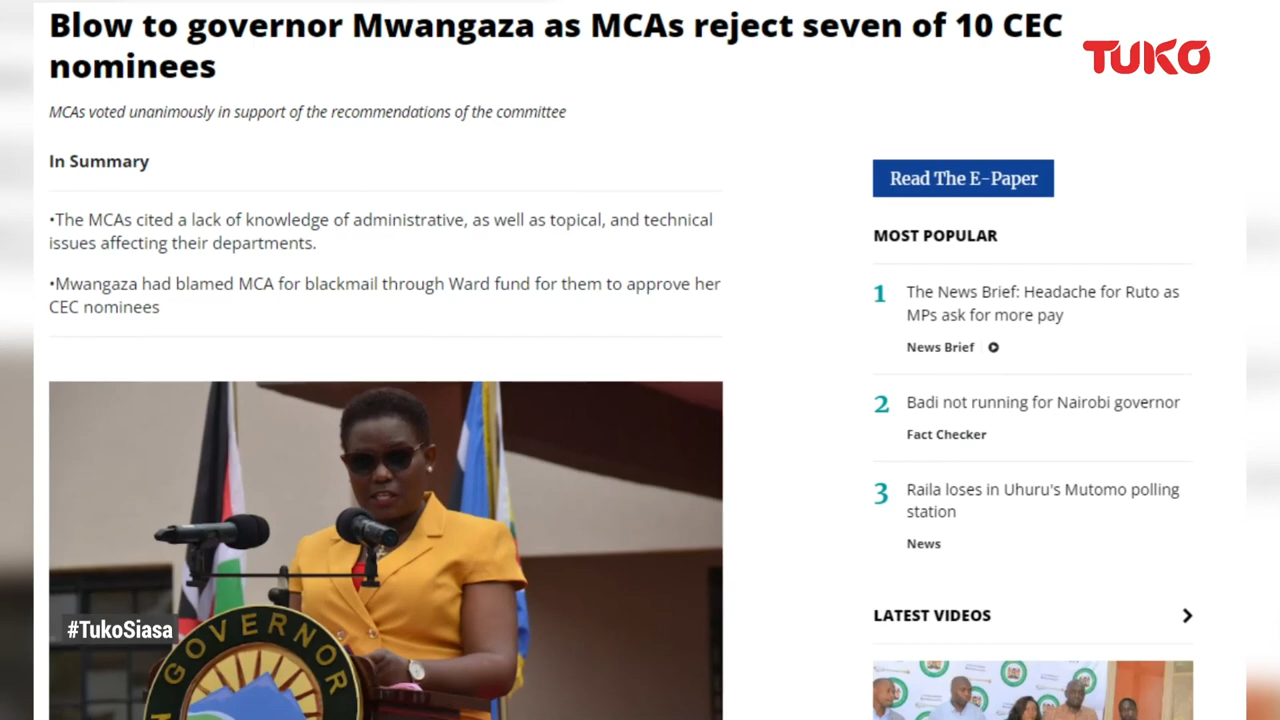 Blow to governor Mwangaza as MCAs reject seven of 10 CEC
nominees
TUKO
MCAs voted unanimously in support of the recommendations of the committee
In Summary
•The MCAs cited a lack of knowledge of administrative, as well as topical, and technical
issues affecting their departments.
•Mwangaza had blamed MCA for blackmail through Ward fund for them to approve her
CEC nominees
#TukoSiasa
GOVERNOR
Read The E-Paper
MOST POPULAR
1 The News Brief: Headache for Ruto as
MPs ask for more pay
News Brief
2 Badi not running for Nairobi governor
Fact Checker
3 Raila loses in Uhuru's Mutomo polling
station
News
LATEST VIDEOS